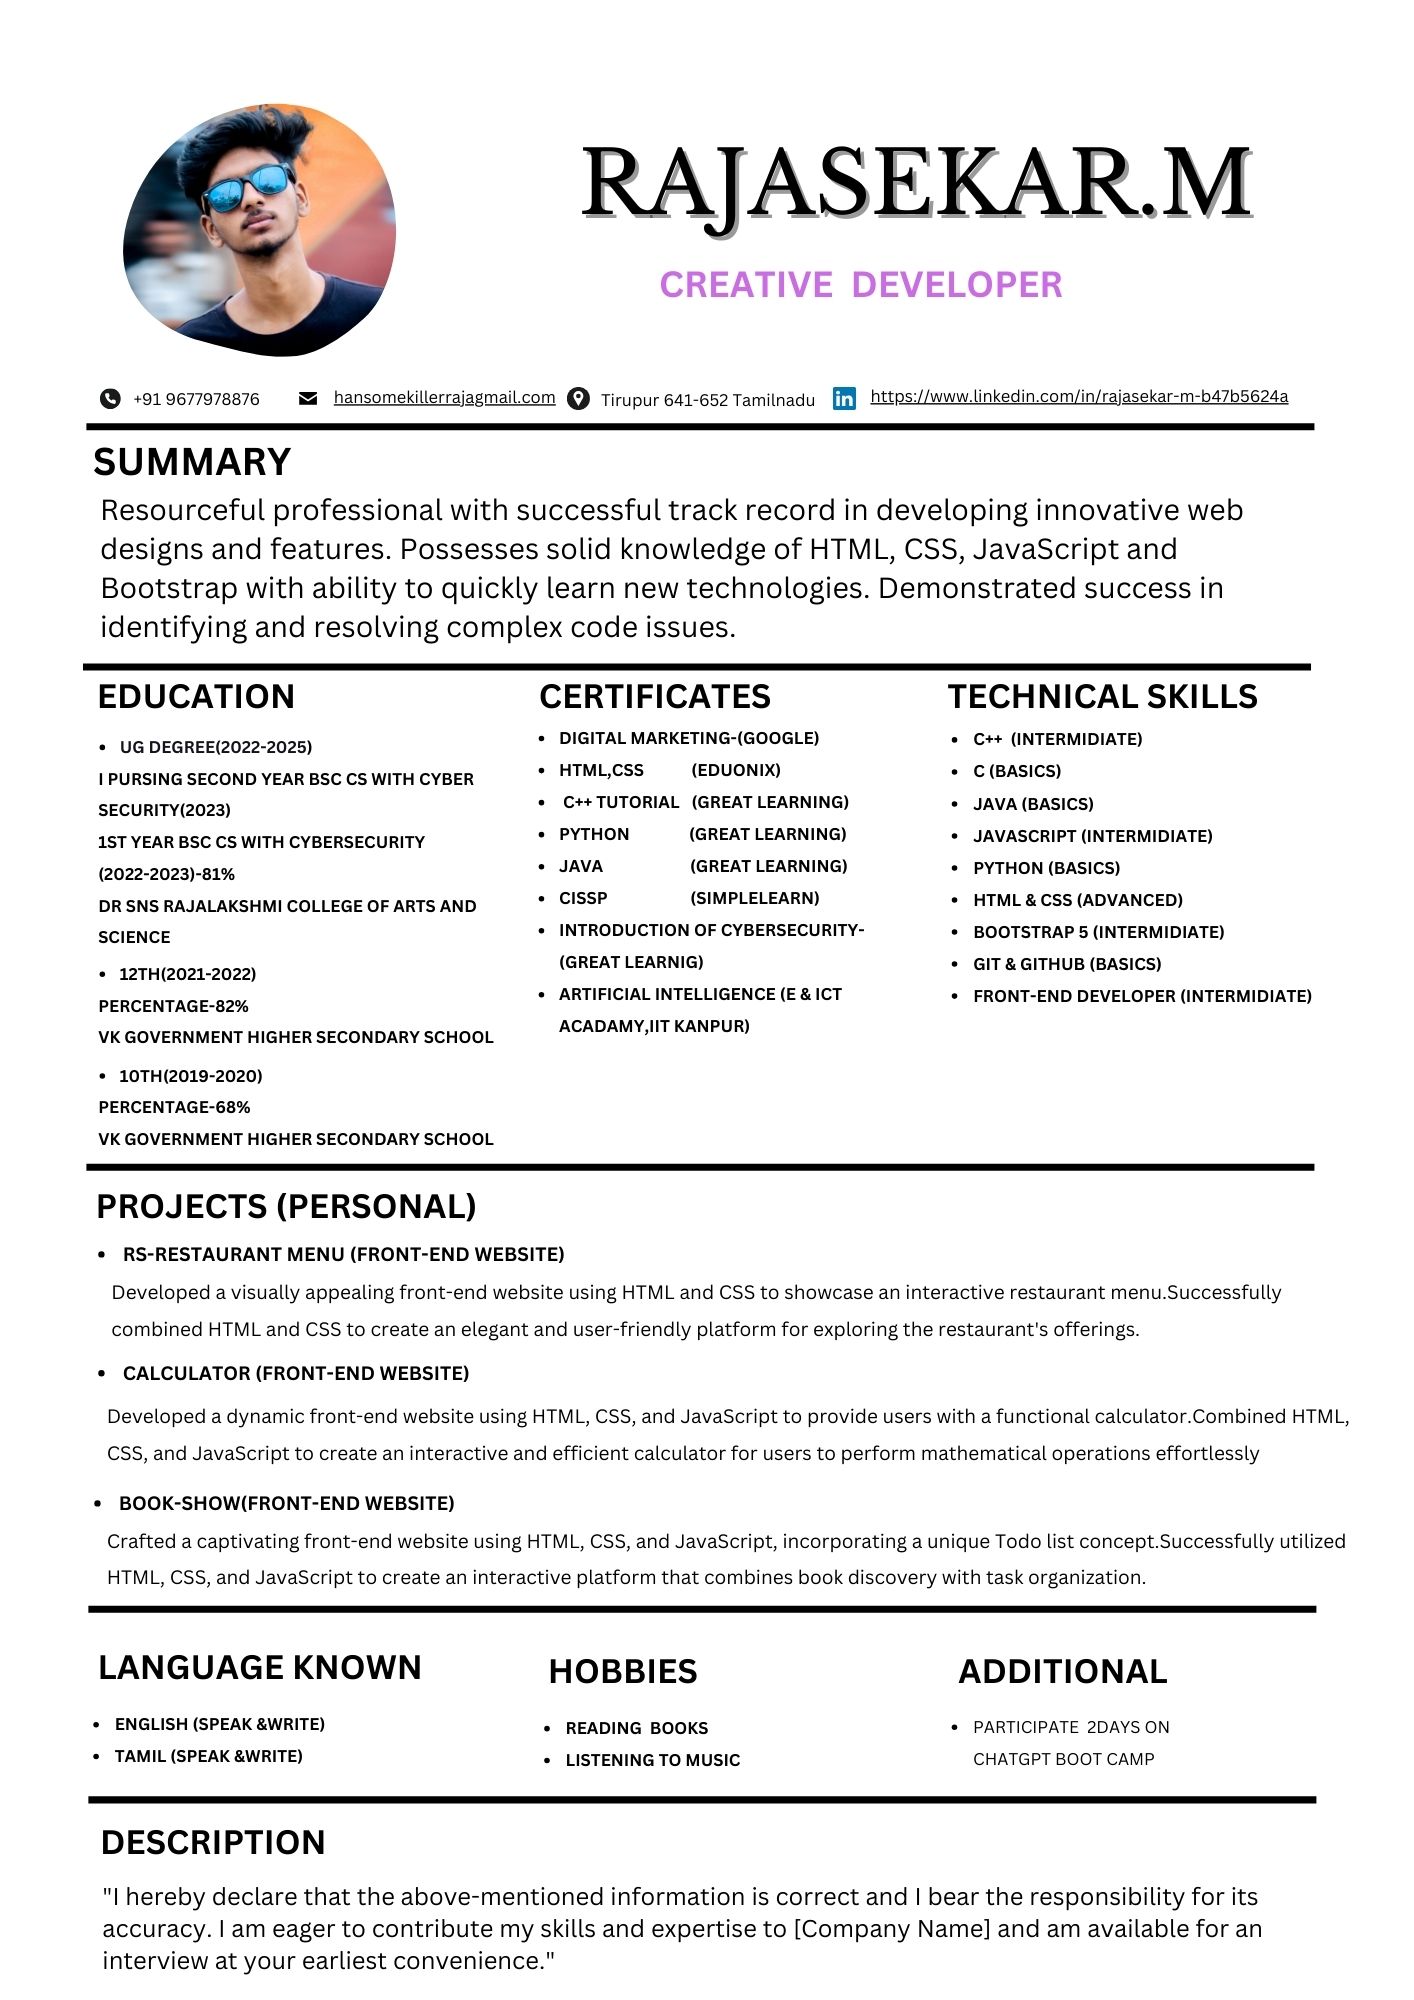 RAJASEKAR.M
CREATIVE DEVELOPER
+91 9677978876
hansomekillerrajagmail.com
Tirupur 641-652 Tamilnadu
in
https://www.linkedin.com/in/rajasekar-m-b47b5624a
SUMMARY
Resourceful professional with successful track record in developing innovative web
designs and features. Possesses solid knowledge of HTML, CSS, JavaScript and
Bootstrap with ability to quickly learn new technologies. Demonstrated success in
identifying and resolving complex code issues.
EDUCATION
• UG DEGREE(2022-2025)
I PURSING SECOND YEAR BSC CS WITH CYBER
SECURITY(2023)
1ST YEAR BSC CS WITH CYBERSECURITY
(2022-2023)-81%
DR SNS RAJALAKSHMI COLLEGE OF ARTS AND
SCIENCE
• 12TH(2021-2022)
PERCENTAGE-82%
VK GOVERNMENT HIGHER SECONDARY SCHOOL
• 10TH(2019-2020)
PERCENTAGE-68%
VK GOVERNMENT HIGHER SECONDARY SCHOOL
CERTIFICATES
• DIGITAL MARKETING-(GOOGLE)
• HTML,CSS (EDUONIX)
• C++ TUTORIAL (GREAT LEARNING)
• PYTHON (GREAT LEARNING)
• JAVA (GREAT LEARNING)
• CISSP (SIMPLELEARN)
• INTRODUCTION OF CYBERSECURITY-
(GREAT LEARNIG)
• ARTIFICIAL INTELLIGENCE (E & ICT
ACADAMY,IIT KANPUR)
TECHNICAL SKILLS
• C++ (INTERMIDIATE)
• C (BASICS)
• JAVA (BASICS)
• JAVASCRIPT (INTERMIDIATE)
• PYTHON (BASICS)
• HTML & CSS (ADVANCED)
• BOOTSTRAP 5 (INTERMIDIATE)
• GIT & GITHUB (BASICS)
• FRONT-END DEVELOPER (INTERMIDIATE)
PROJECTS (PERSONAL)
• RS-RESTAURANT MENU (FRONT-END WEBSITE)
Developed a visually appealing front-end website using HTML and CSS to showcase an interactive restaurant menu.Successfully
combined HTML and CSS to create an elegant and user-friendly platform for exploring the restaurant's offerings.
• CALCULATOR (FRONT-END WEBSITE)
Developed a dynamic front-end website using HTML, CSS, and JavaScript to provide users with a functional calculator.Combined HTML,
CSS, and JavaScript to create an interactive and efficient calculator for users to perform mathematical operations effortlessly
• BOOK-SHOW(FRONT-END WEBSITE)
Crafted a captivating front-end website using HTML, CSS, and JavaScript, incorporating a unique Todo list concept.Successfully utilized
HTML, CSS, and JavaScript to create an interactive platform that combines book discovery with task organization.
LANGUAGE KNOWN
• ENGLISH (SPEAK &WRITE)
• TAMIL (SPEAK &WRITE)
HOBBIES
• READING BOOKS
• LISTENING TO MUSIC
ADDITIONAL
• PARTICIPATE 2DAYS ON
CHATGPT BOOT CAMP
DESCRIPTION
"I hereby declare that the above-mentioned information is correct and I bear the responsibility for its
accuracy. I am eager to contribute my skills and expertise to [Company Name] and am available for an
interview at your earliest convenience."